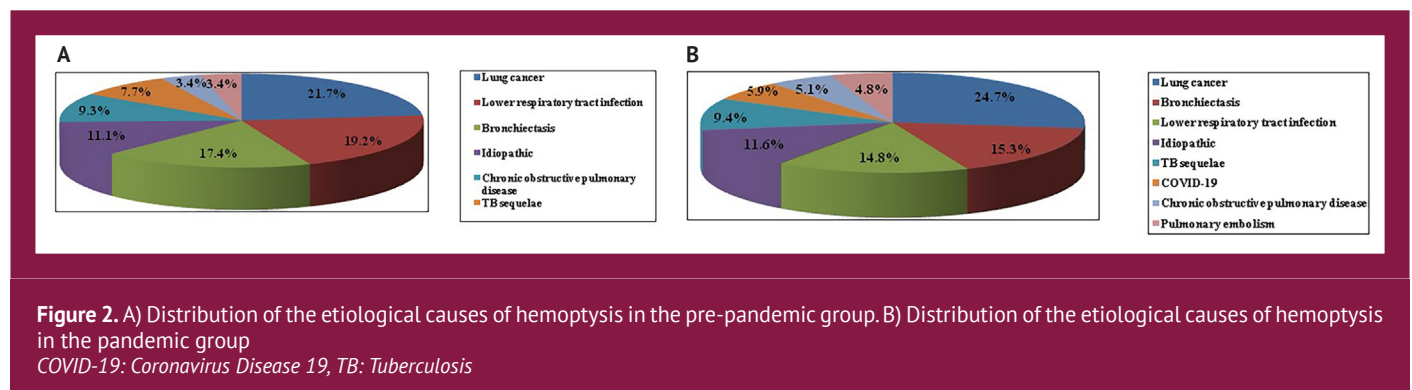 A
3.4%
3.4%
7.7%
21.7%
9.3%
11.1%
19.2%
17.4%
Lung cancer
Lower respiratory tract infection
Bronchiectasis
Idiopathic
Chronic obstructive pulmonary
disease
TB sequelae
B
5.1%
4.8%
5.9%
24.7%
9.4%
11.6%
15.3%
14.8%
Lung cancer
Bronchiectasis
Lower respiratory tract infection
Idiopathic
TB sequelae
COVID-19
Chronic obstructive pulmonary disease
Pulmonary embolism
Figure 2. A) Distribution of the etiological causes of hemoptysis in the pre-pandemic group. B) Distribution of the etiological causes of hemoptysis
in the pandemic group
COVID-19: Coronavirus Disease 19, TB: Tuberculosis